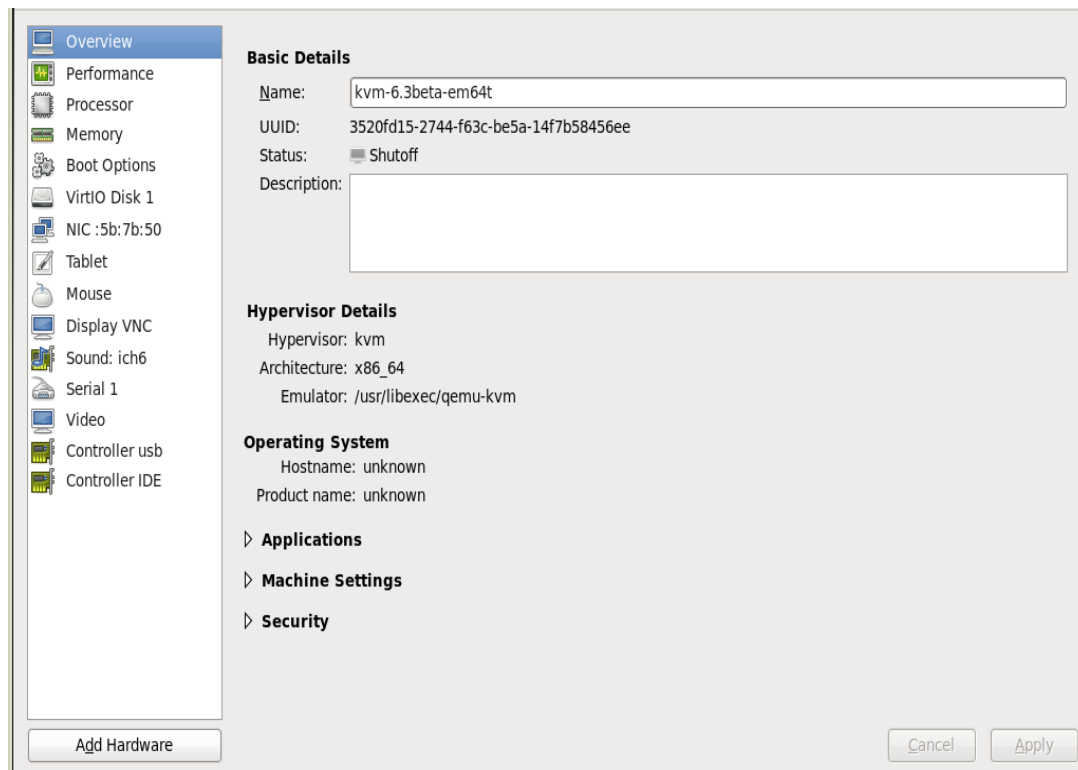 Overview
Performance
Processor
Memory
Boot Options
VirtIO Disk 1
NIC :5b:7b:50
Tablet
Mouse
Display VNC
Sound: ich6
Serial 1
Video
Controller usb
Controller IDE
Add Hardware
Basic Details
Name: kvm-6.3beta-em64t
UUID: 3520fd15-2744-f63c-be5a-14f7b58456ee
Status: Shutoff
Description:
Hypervisor Details
Hypervisor: kvm
Architecture: x86_64
Emulator: /usr/libexec/qemu-kvm
Operating System
Hostname: unknown
Product name: unknown
Applications
Machine Settings
Security
Cancel Apply